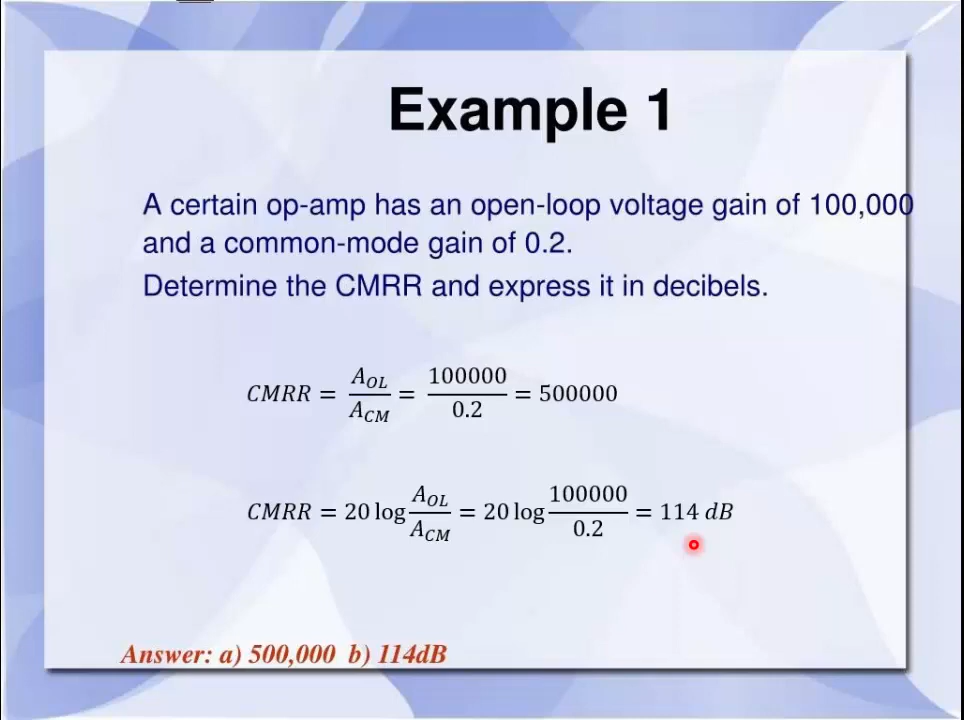 Example 1
A certain op-amp has an open-loop voltage gain of 100,000
and a common-mode gain of 0.2.
Determine the CMRR and express it in decibels.
CMRR = A_OL / A_CM = 100000 / 0.2 = 500000
CMRR = 20 log A_OL / A_CM = 20 log 100000 / 0.2 = 114 dB
Answer: a) 500,000 b) 114dB